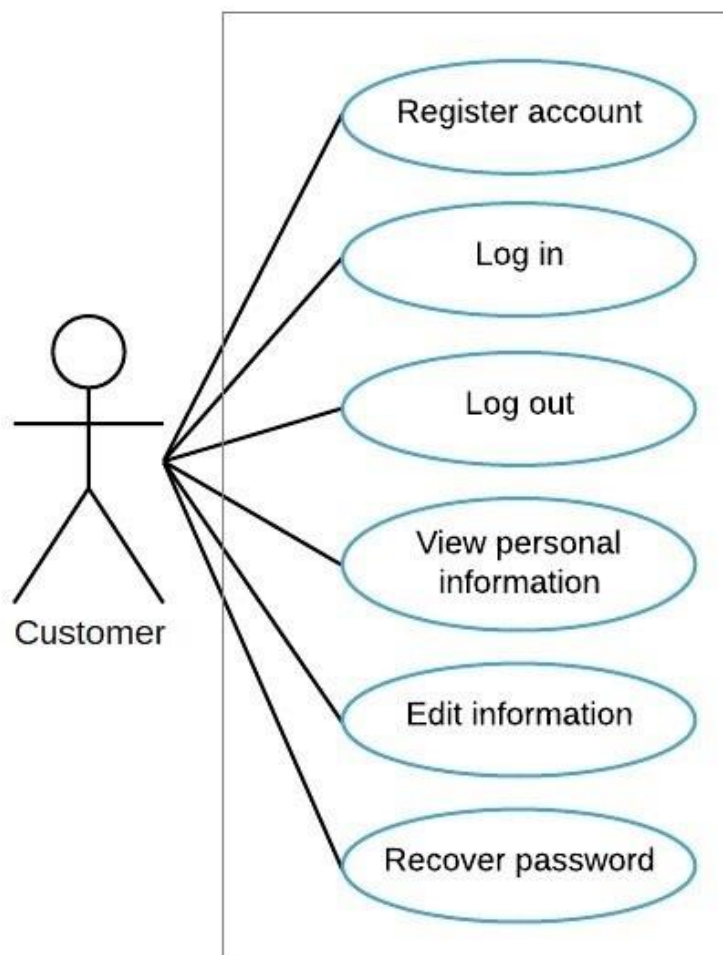 Register account
Log in
Log out
View personal
information
Customer
Edit information
Recover password